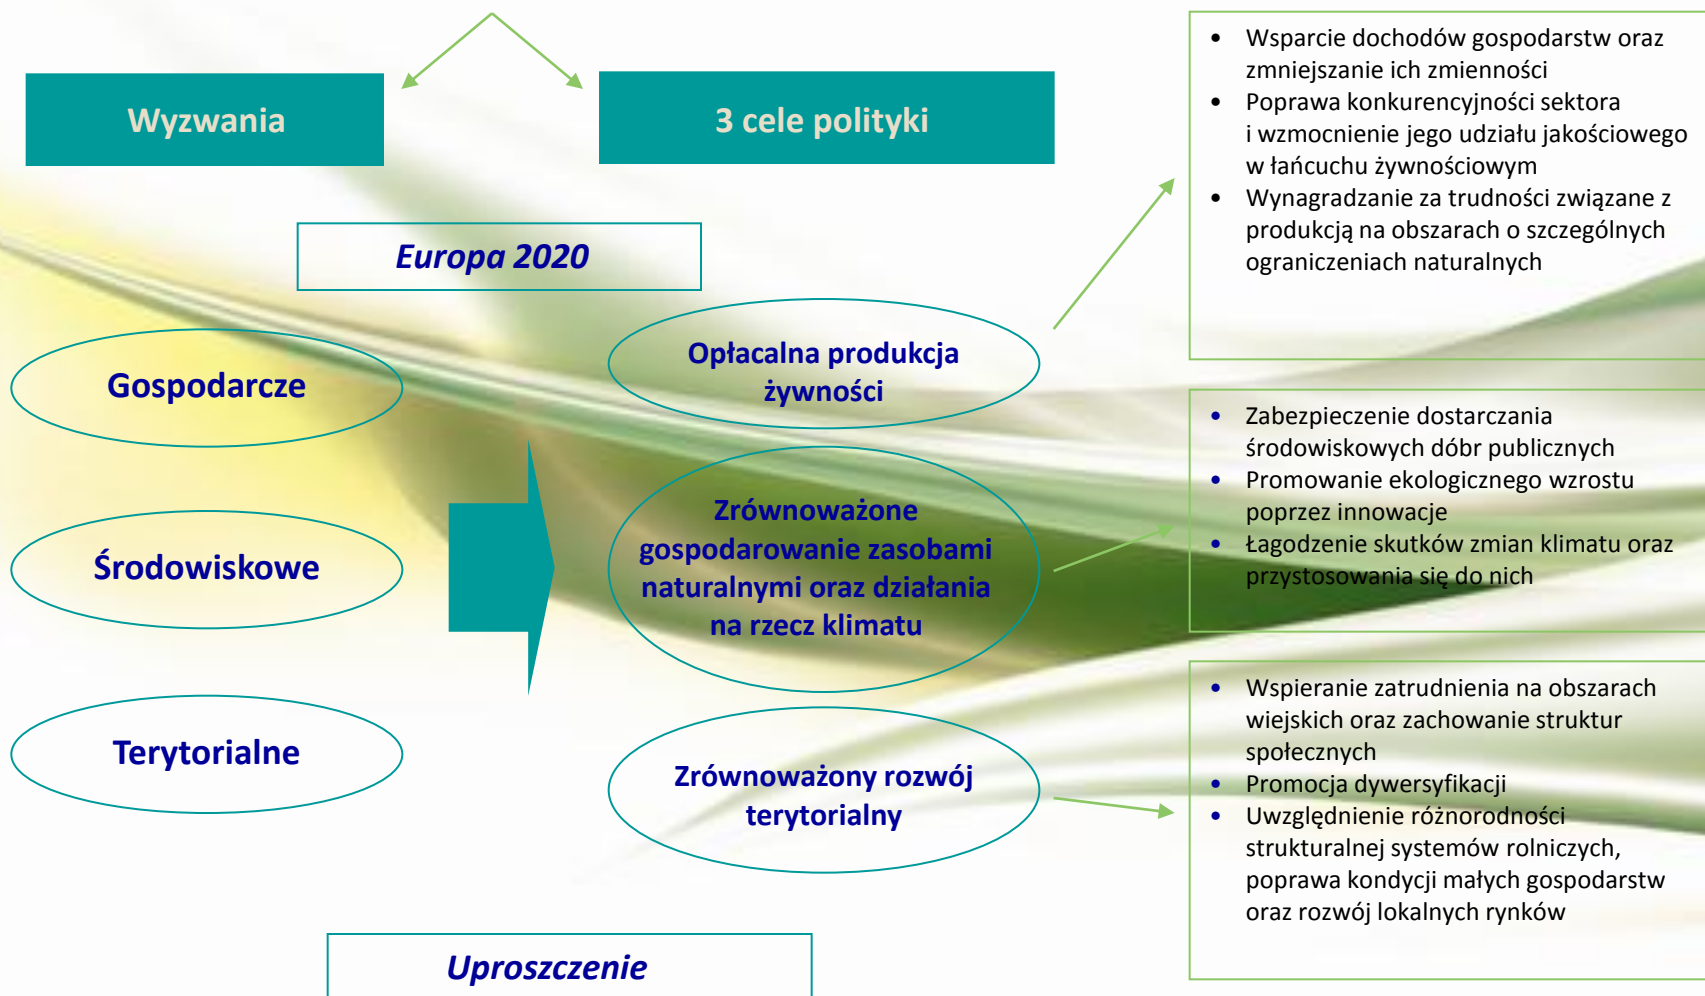 Wyzwania
3 cele polityki
Europa 2020
Gospodarcze
Środowiskowe
Terytorialne
Opłacalna produkcja
żywności
Zrównoważone
gospodarowanie zasobami
naturalnymi oraz działania
na rzecz klimatu
Zrównoważony rozwój
terytorialny
• Wsparcie dochodów gospodarstw oraz
zmniejszanie ich zmienności
• Poprawa konkurencyjności sektora
i wzmocnienie jego udziału jakościowego
w łańcuchu żywnościowym
• Wynagradzanie za trudności związane z
produkcją na obszarach o szczególnych
ograniczeniach naturalnych
• Zabezpieczenie dostarczania
środowiskowych dóbr publicznych
• Promowanie ekologicznego wzrostu
poprzez innowacje
• Łagodzenie skutków zmian klimatu oraz
przystosowania się do nich
• Wspieranie zatrudnienia na obszarach
wiejskich oraz zachowanie struktur
społecznych
• Promocja dywersyfikacji
• Uwzględnienie różnorodności
strukturalnej systemów rolniczych,
poprawa kondycji małych gospodarstw
oraz rozwój lokalnych rynków
Uproszczenie